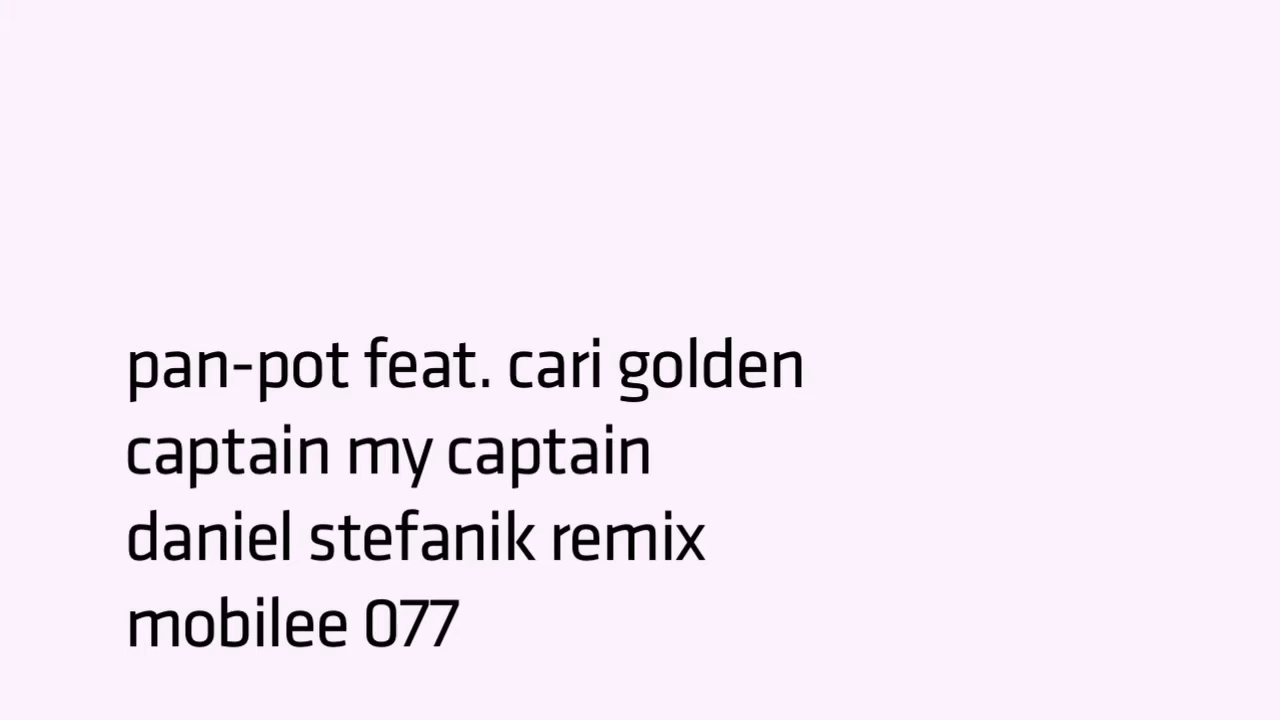 pan-pot feat. cari golden
captain my captain
daniel stefanik remix
mobilee 077